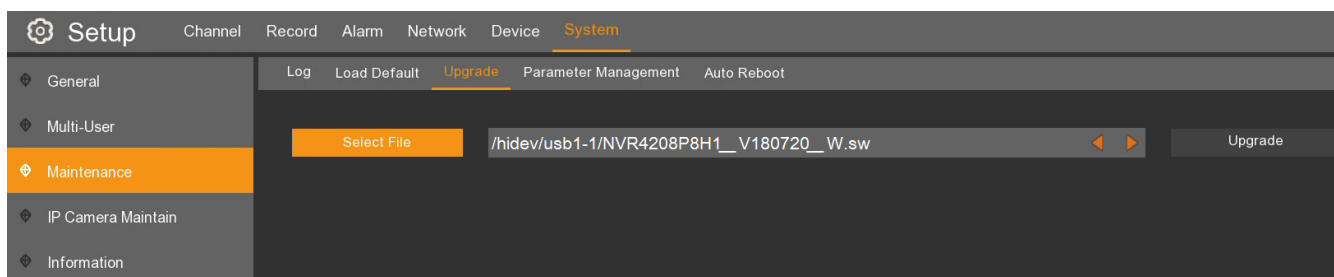 Setup Channel Record Alarm Network Device System
General
Log Load Default Upgrade Parameter Management Auto Reboot
Multi-User
Select File /hidev/usb1-1/NVR4208P8H1__V180720__W.sw Upgrade
Maintenance
IP Camera Maintain
Information